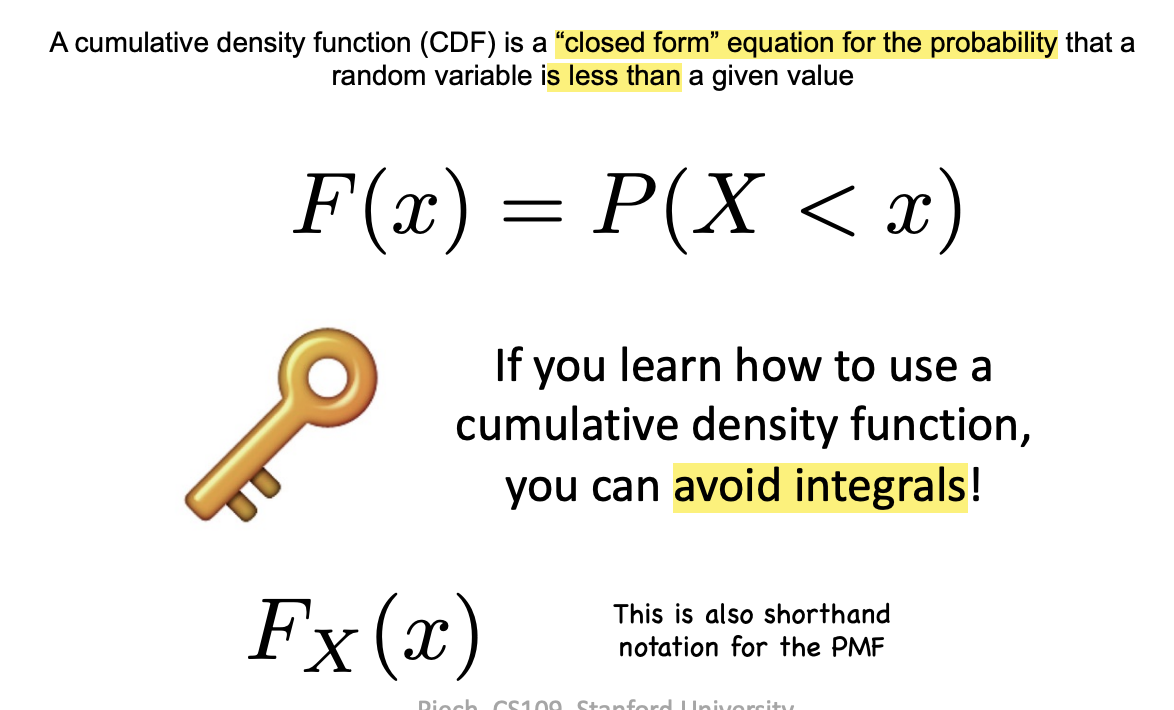 A cumulative density function (CDF) is a “closed form” equation for the probability that a
random variable is less than a given value
F(x) = P(X < x)
If you learn how to use a
cumulative density function,
you can avoid integrals!
F_X(x)
This is also shorthand
notation for the PMF
Piech, CS109, Stanford University